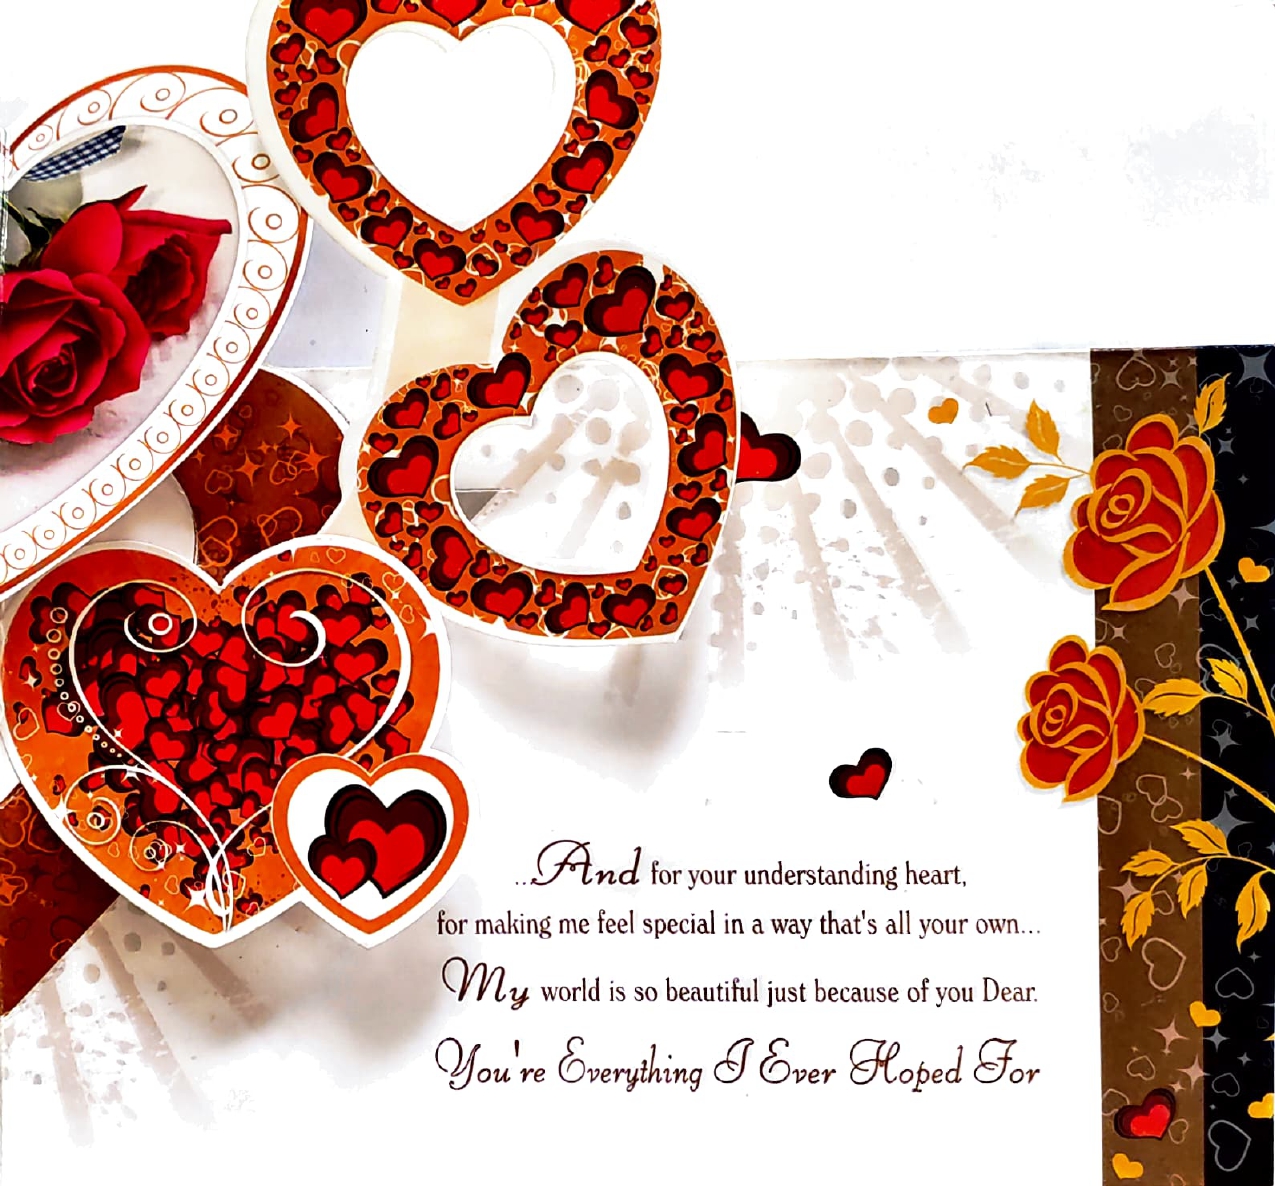 ...And for your understanding heart,
for making me feel special in a way that's all your own...
My world is so beautiful just because of you Dear.
You're Everything I Ever Hoped For